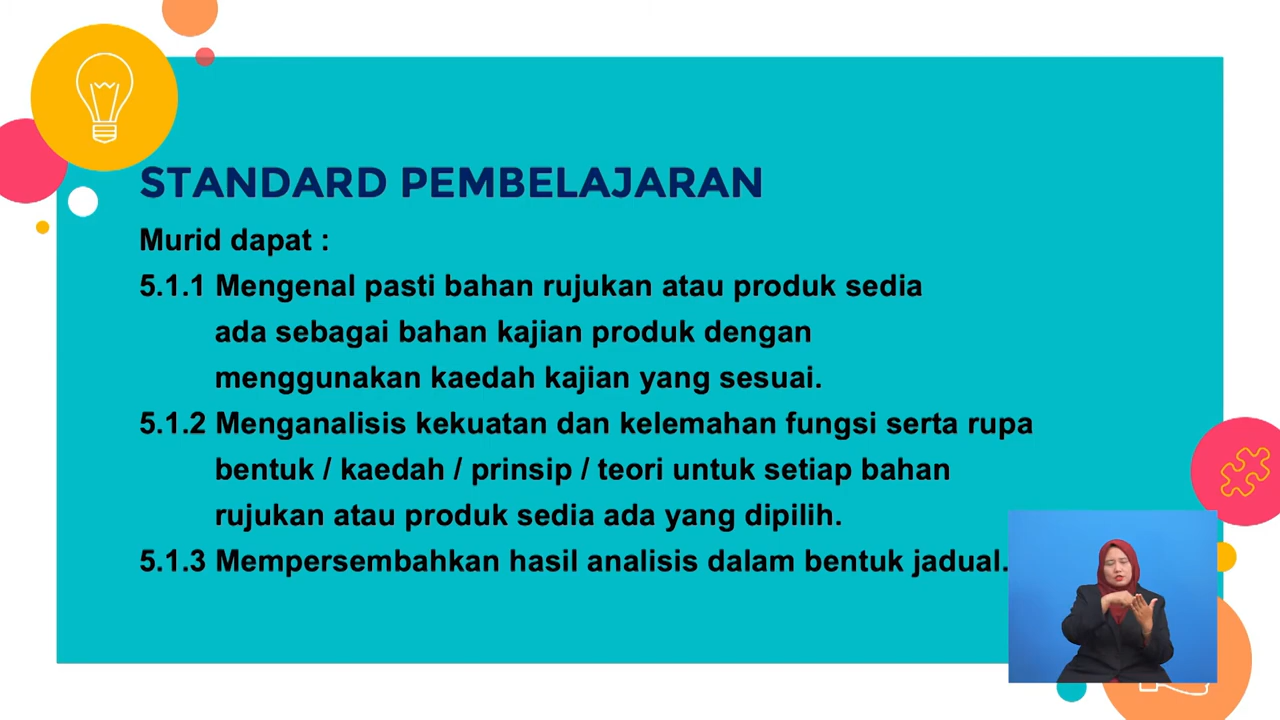 STANDARD PEMBELAJARAN
Murid dapat :
5.1.1 Mengenal pasti bahan rujukan atau produk sedia
ada sebagai bahan kajian produk dengan
menggunakan kaedah kajian yang sesuai.
5.1.2 Menganalisis kekuatan dan kelemahan fungsi serta rupa
bentuk / kaedah / prinsip / teori untuk setiap bahan
rujukan atau produk sedia ada yang dipilih.
5.1.3 Mempersembahkan hasil analisis dalam bentuk jadual.